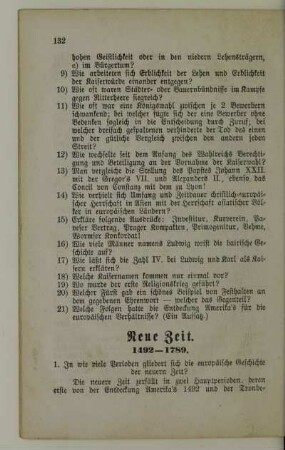 132
hohen Geistlichkeit oder in den niedern Lehensträgern,
c) im Bürgertum?
9) Wie arbeiteten sich Erblichkeit der Lehen und Erblichkeit
der Kaiserwürde einander entgegen?
10) Wie oft waren Städter- oder Bauernbündnisse im Kampfe
gegen Ritterheere siegreich?
11) Wie oft war eine Königswahl zwischen je 2 Bewerbern
schwankend; bei welcher fügte sich der eine Bewerber ohne
Bedenken sogleich in die Entscheidung durch Zuruf; bei
welcher dreifach gespaltenen verhinderte der Tod des einen
und der gütliche Vergleich zwischen den andern jeden
Streit?
12) Wie wechselte seit dem Anfang des Wahlreichs Berechti-
gung und Beteiligung an der Vornahme der Kaiserwahl?
13) Man vergleiche die Stellung des Papstes Johann XXII.
mit der Gregor's VII. und Alexanders II., ebenso das
Concil von Constanz mit dem zu Lyon!
14) Wie verhielt sich Umfang und Zeitdauer christlich-europäi-
scher Herrschaft in Asien mit der Herrschaft asiatischer Völ-
ker in europäischen Ländern?
15) Erkläre folgende Ausdrücke: Investitur, Kurverein, Pa-
veser Vertrag, Prager Kompakten, Primogenitur, Vehme,
Wormser Konkordat!
16) Wie viele Männer namens Ludwig weist die bairische Ge-
schichte auf?
17) Wie läßt sich die Zahl IV. bei Ludwig und Karl als Kai-
sern erklären?
18) Welche Kaisernamen kommen nur einmal vor?
19) Wo wurde der erste Religionskrieg geführt?
20) Welcher Fürst gab ein schönes Beispiel von Festhalten an
dem gegebenen Ehrenwort — welcher das Gegenteil?
21) Welche Folgen hatte die Entdeckung Amerika's für die
europäischen Verhältnisse? (Ein Aufsatz.)
Neue Zeit.
1492—1789.
1. In wie viele Perioden gliedert sich die europäische Geschichte
der neuern Zeit?
Die neuere Zeit zerfällt in zwei Hauptperioden, deren
erste von der Entdeckung Amerika's 1492 und der Trombe-